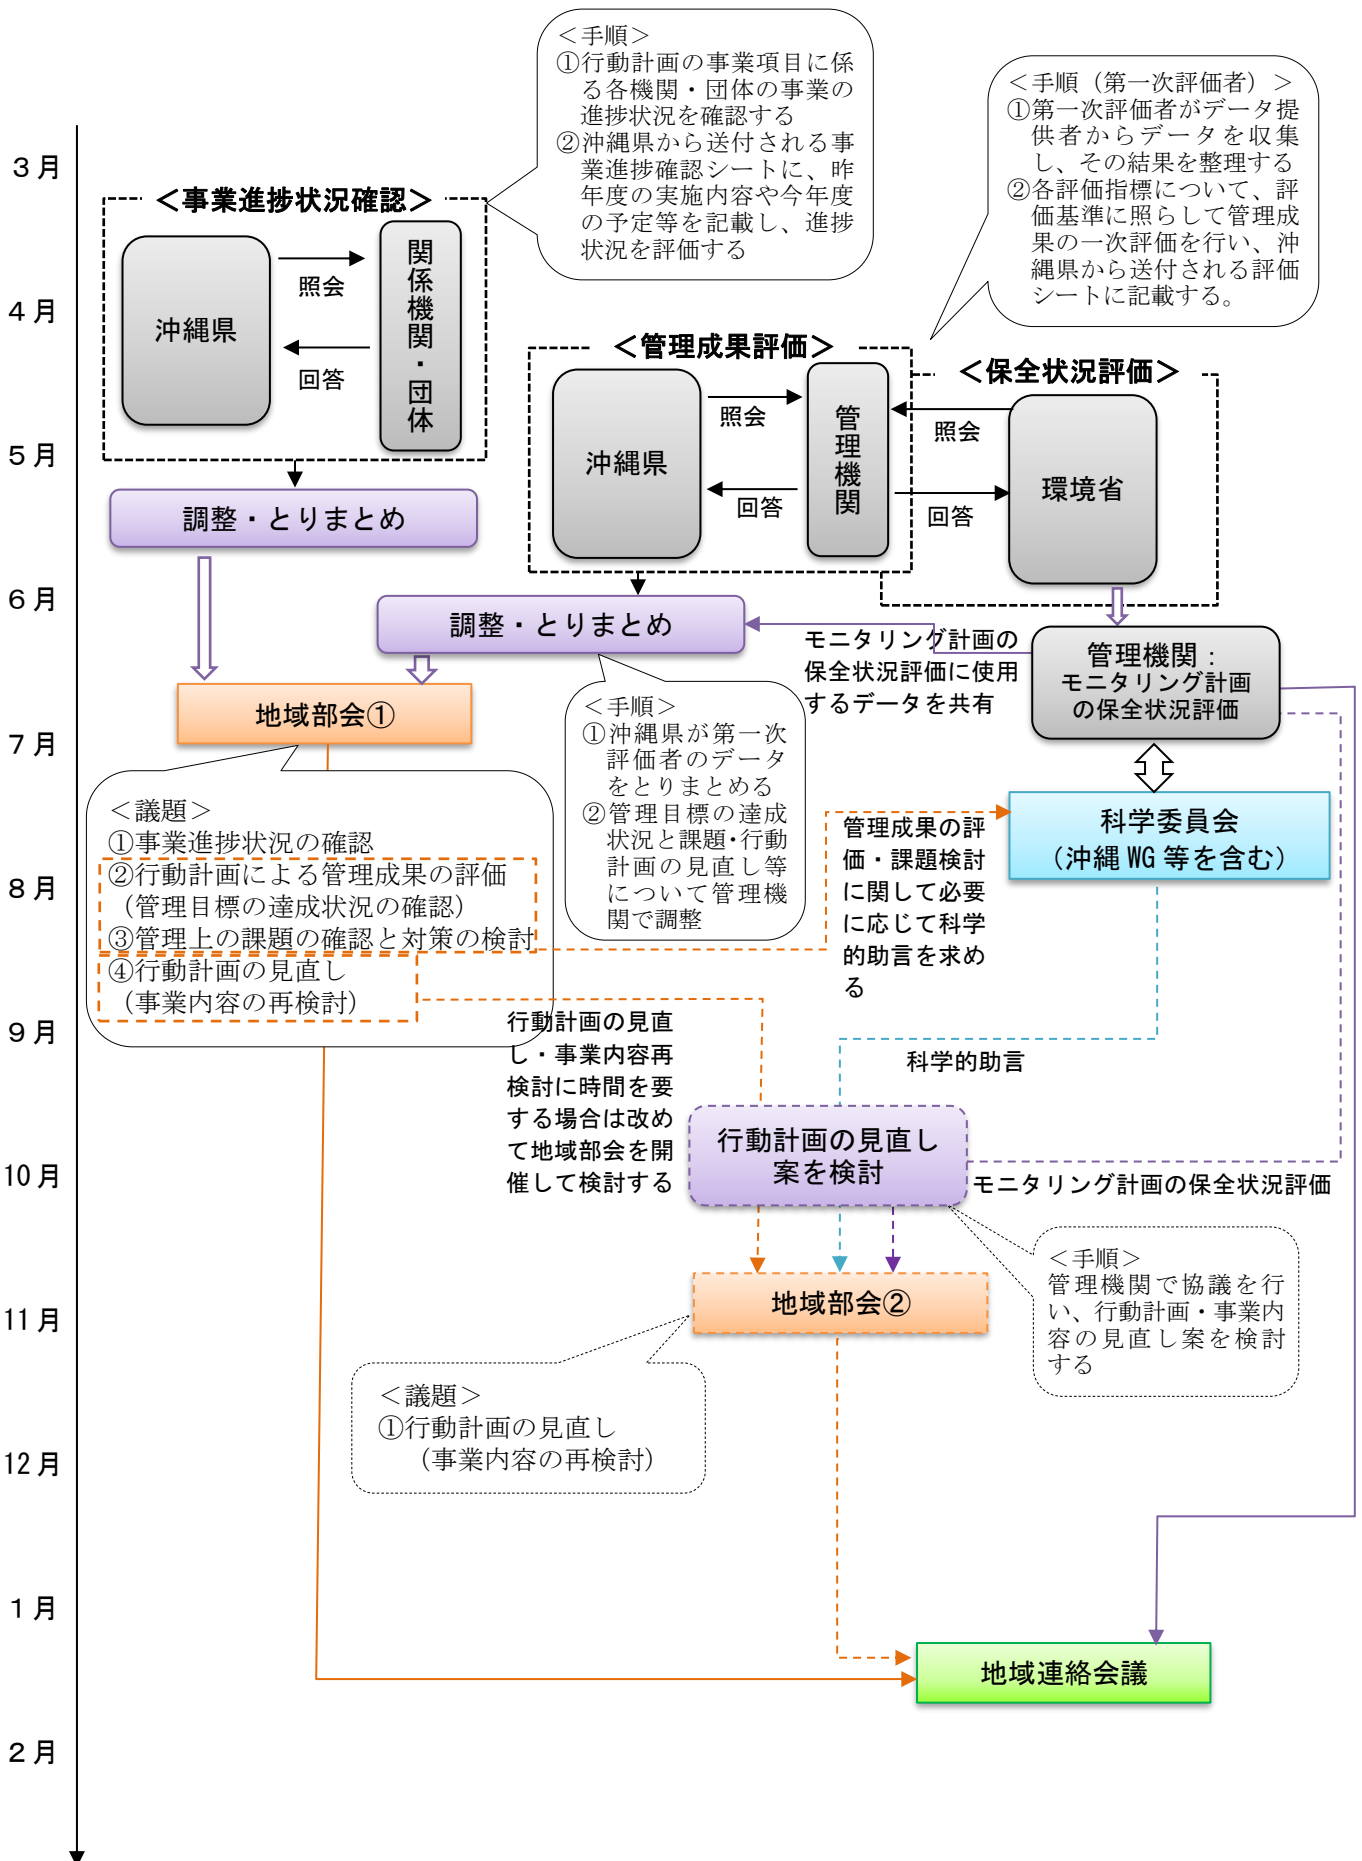 ＜手順＞
①行動計画の事業項目に係
る各機関・団体の事業の
進捗状況を確認する
②沖縄県から送付される事
業進捗確認シートに、昨
年度の実施内容や今年度
の予定等を記載し、進捗
状況を評価する
＜手順（第一次評価者）＞
①第一次評価者がデータ提
供者からデータを収集
し、その結果を整理する
②各評価指標について、評
価基準に照らして管理成
果の一次評価を行い、沖
縄県から送付される評価
シートに記載する。
3月
4月
5月
6月
7月
8月
9月
10月
11月
12月
1月
2月
＜事業進捗状況確認＞
沖縄県
照会
回答
関係機関・団体
調整・とりまとめ
＜管理成果評価＞
沖縄県
照会
回答
管理機関
＜保全状況評価＞
照会
回答
環境省
調整・とりまとめ
モニタリング計画の
保全状況評価に使用
するデータを共有
管理機関：
モニタリング計画
の保全状況評価
地域部会①
＜手順＞
①沖縄県が第一次
評価者のデータ
をとりまとめる
②管理目標の達成
状況と課題・行動
計画の見直し等
について管理機
関で調整
＜議題＞
①事業進捗状況の確認
②行動計画による管理成果の評価
（管理目標の達成状況の確認）
③管理上の課題の確認と対策の検討
④行動計画の見直し
（事業内容の再検討）
管理成果の評
価・課題検討
に関して必要
に応じて科学
的助言を求め
る
科学委員会
（沖縄 WG 等を含む）
行動計画の見直
し・事業内容再
検討に時間を要
する場合は改め
て地域部会を開
催して検討する
科学的助言
行動計画の見直し
案を検討
モニタリング計画の保全状況評価
＜手順＞
管理機関で協議を行
い、行動計画・事業内
容の見直し案を検討
する
地域部会②
＜議題＞
①行動計画の見直し
（事業内容の再検討）
地域連絡会議